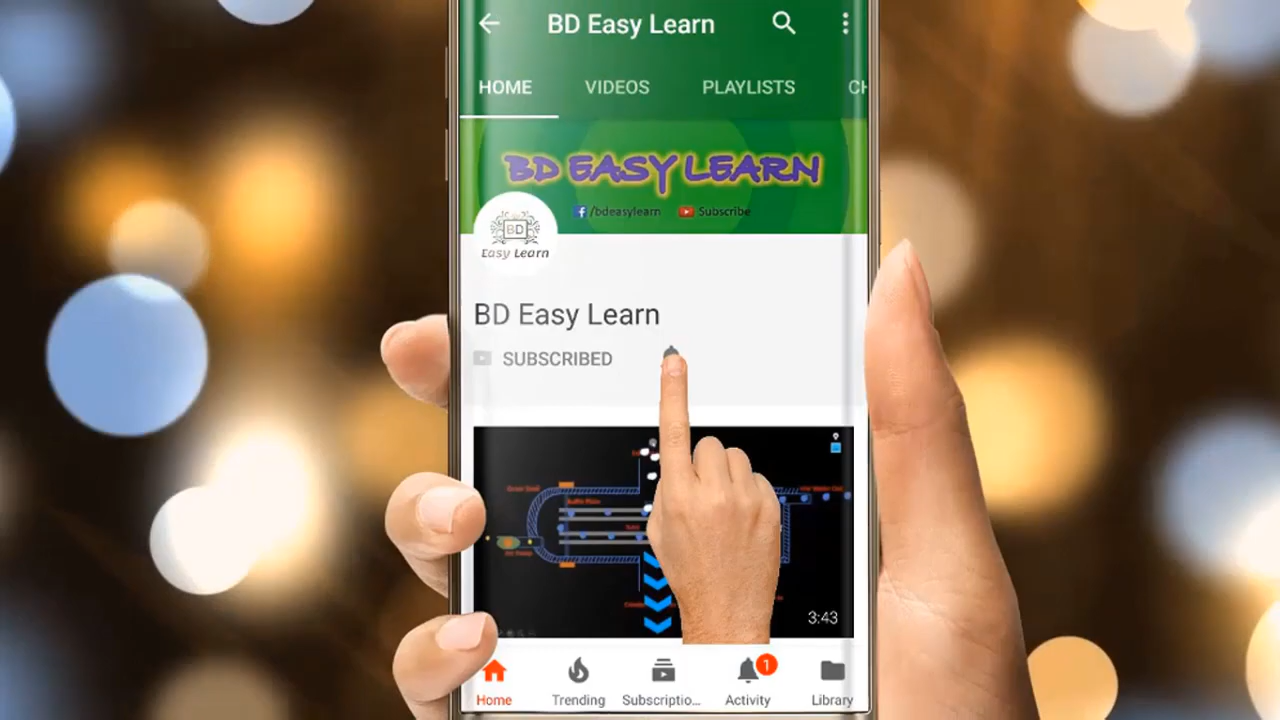 BD Easy Learn
HOME VIDEOS PLAYLISTS CH
BD EASY LEARN
/bdeasylearn Subscribe
BD
Easy Learn
BD Easy Learn
SUBSCRIBED
3:43
1
Home Trending Subscriptio... Activity Library